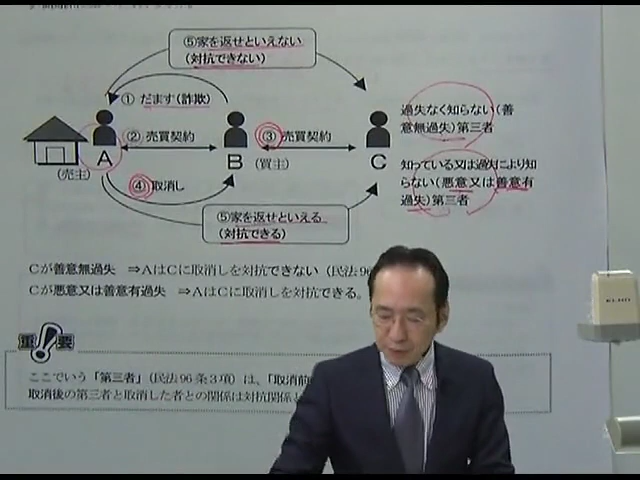 ⑤家を返せといえない
(対抗できない)
①だます(詐欺)
②売買契約
③売買契約
A
B
C
(売主)
(買主)
④取消し
過失なく知らない(善
意無過失)第三者
知っている又は過失により知
らない(悪意又は善意有
過失)第三者
⑤家を返せといえる
(対抗できる)
Cが善意無過失 ⇒AはCに取消しを対抗できない(民法96
Cが悪意又は善意有過失 ⇒AはCに取消しを対抗できる。
重要
ここでいう「第三者」(民法96条3項)は、「取消前
取消後の第三者と取消した者との関係は対抗関係と
ELMO